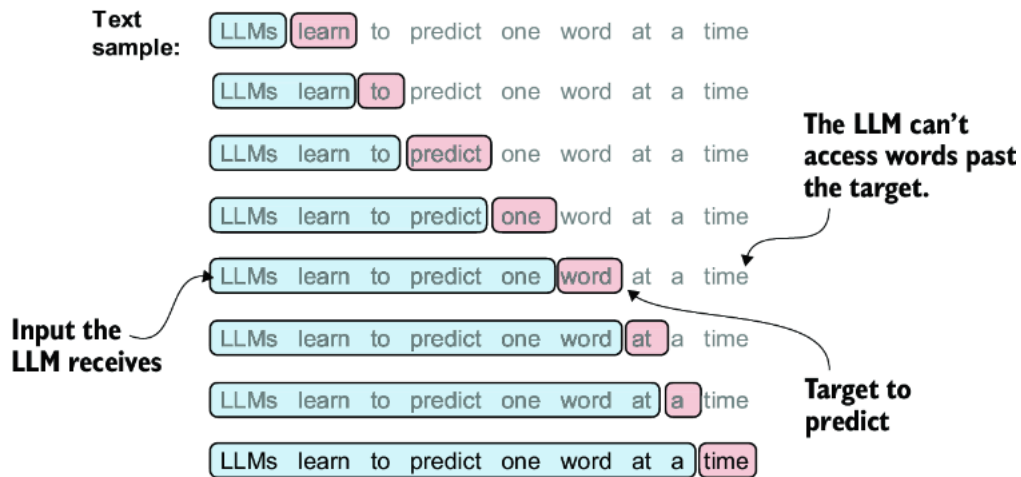 Text
sample:
LLMs learn to predict one word at a time
LLMs learn to predict one word at a time
The LLM can't
access words past
the target.
LLMs learn to predict one word at a time
LLMs learn to predict one word at a time
LLMs learn to predict one word at a time
Input the
LLM receives
LLMs learn to predict one word at a time
Target to
predict
LLMs learn to predict one word at a time
LLMs learn to predict one word at a time